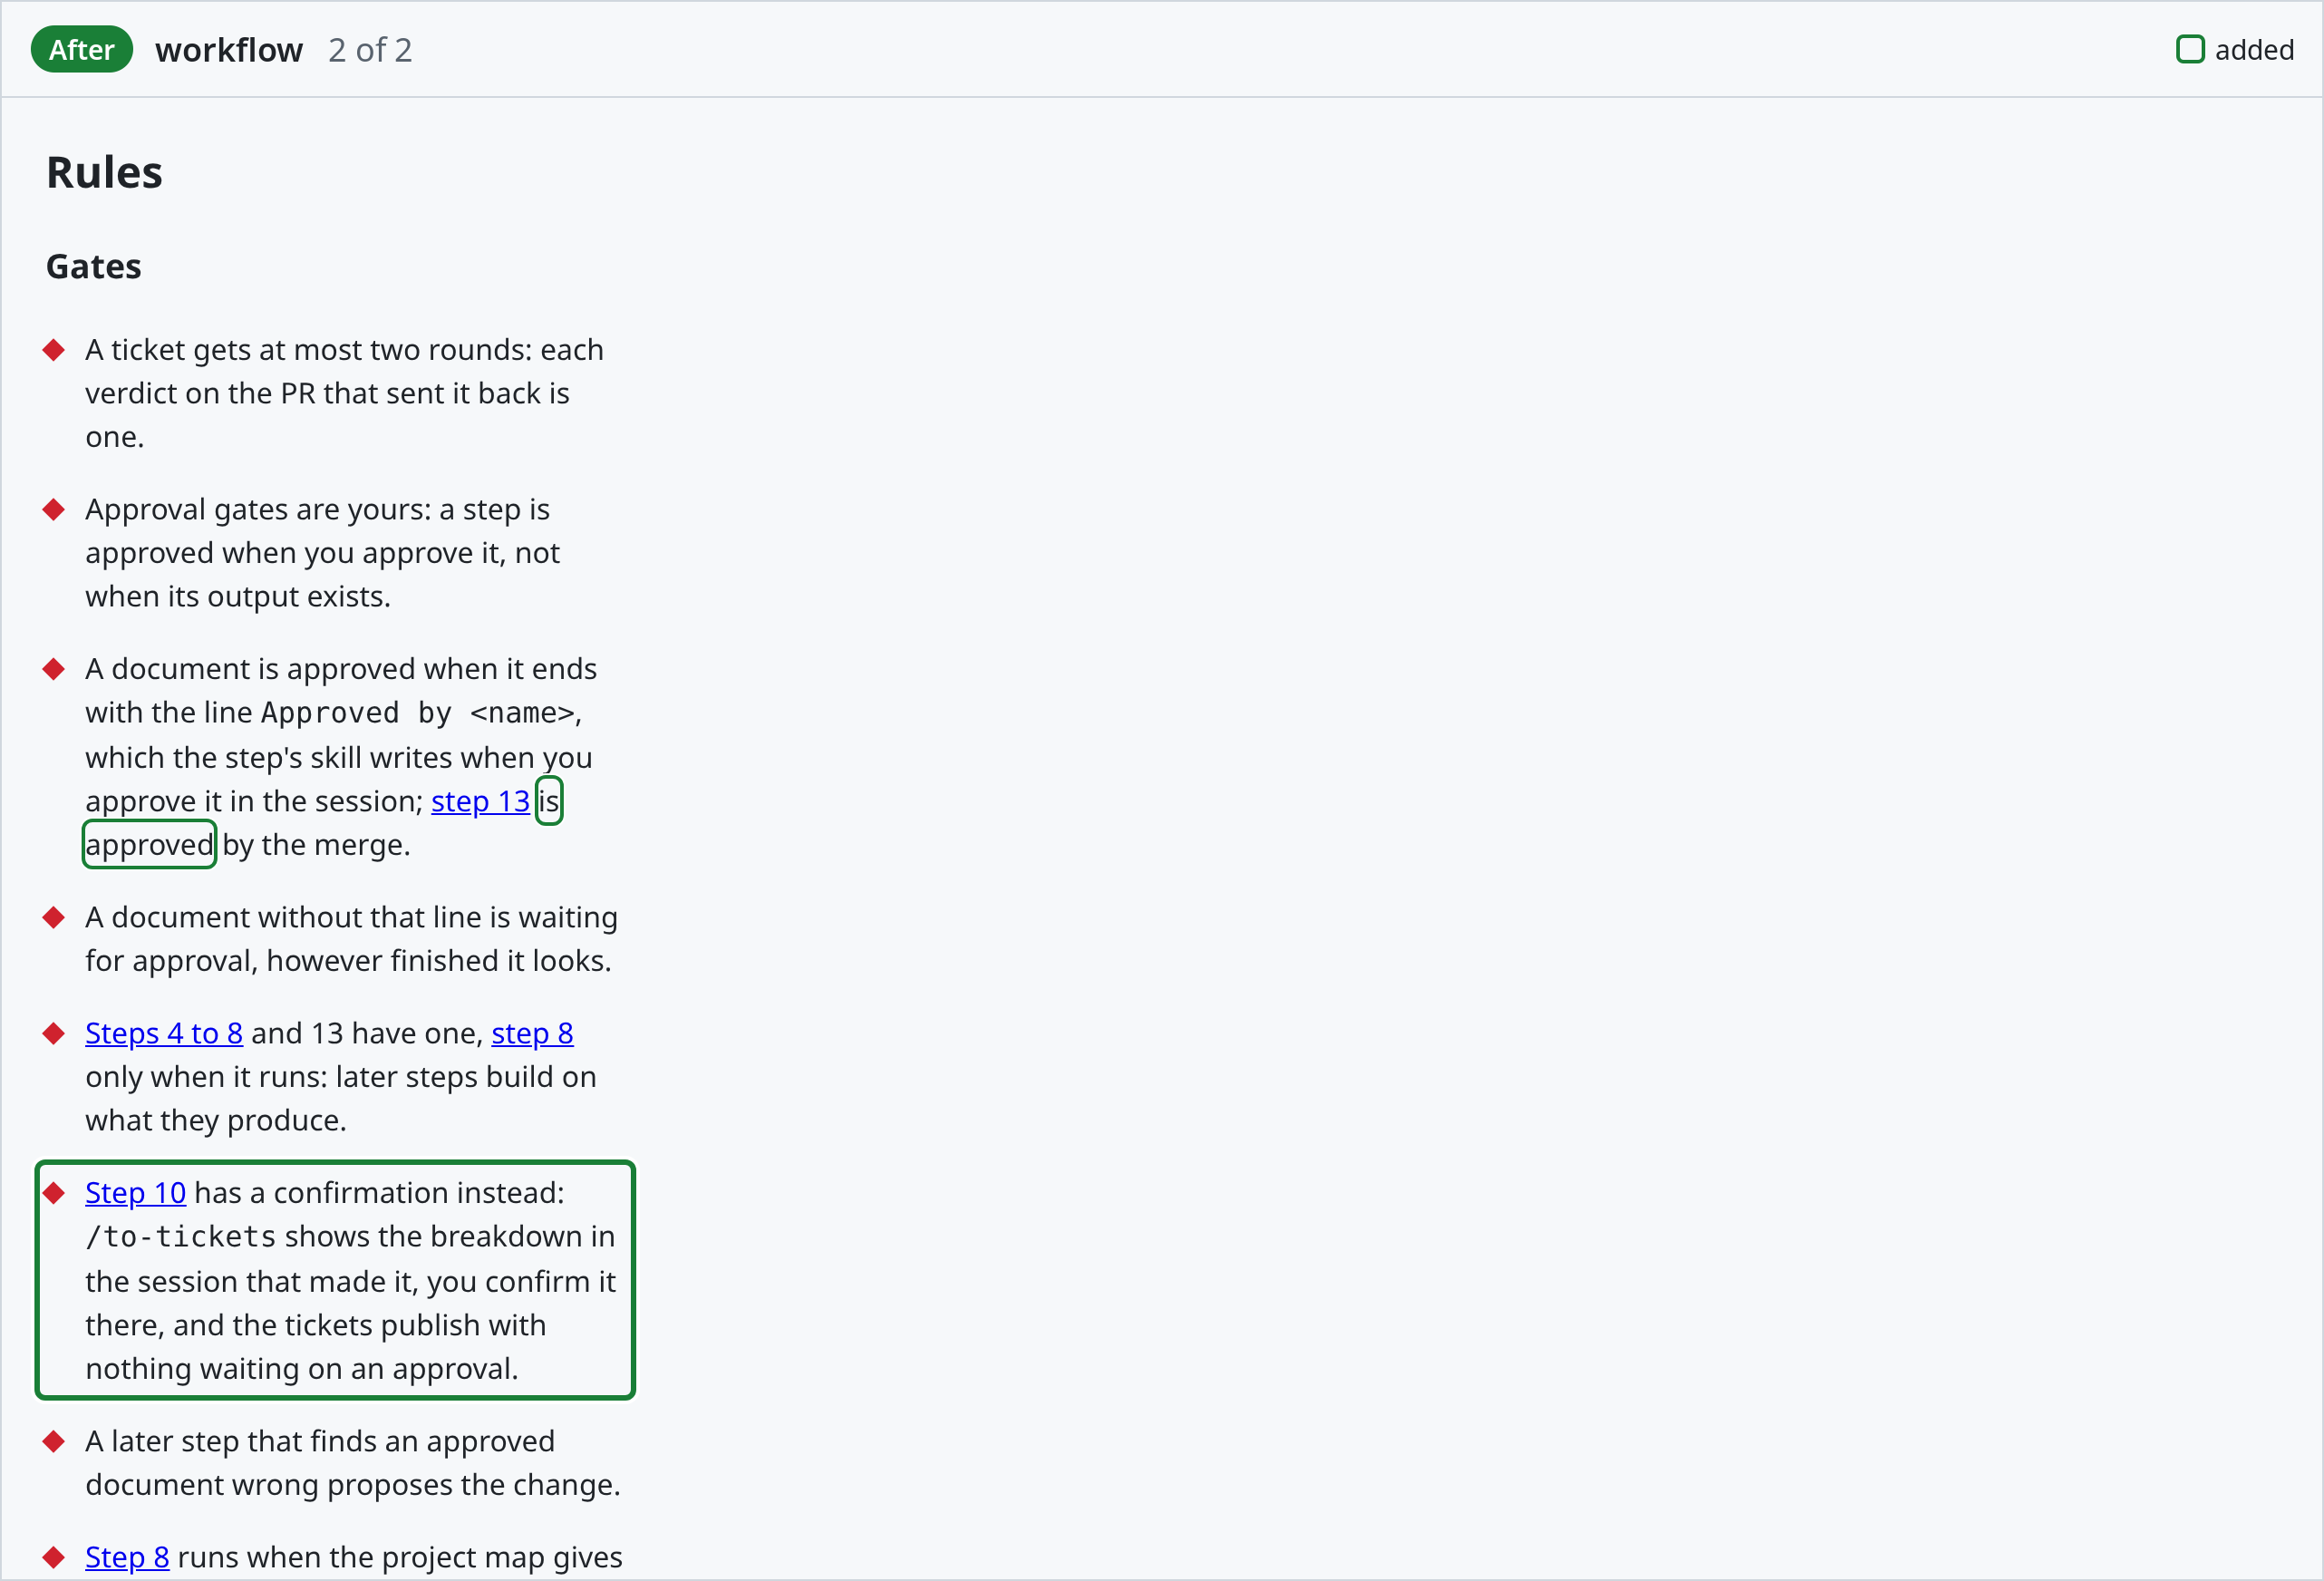 After workflow 2 of 2 added
Rules
Gates
A ticket gets at most two rounds: each
verdict on the PR that sent it back is
one.
Approval gates are yours: a step is
approved when you approve it, not
when its output exists.
A document is approved when it ends
with the line Approved by <name>,
which the step's skill writes when you
approve it in the session; step 13 is
approved by the merge.
A document without that line is waiting
for approval, however finished it looks.
Steps 4 to 8 and 13 have one, step 8
only when it runs: later steps build on
what they produce.
Step 10 has a confirmation instead:
/to-tickets shows the breakdown in
the session that made it, you confirm it
there, and the tickets publish with
nothing waiting on an approval.
A later step that finds an approved
document wrong proposes the change.
Step 8 runs when the project map gives